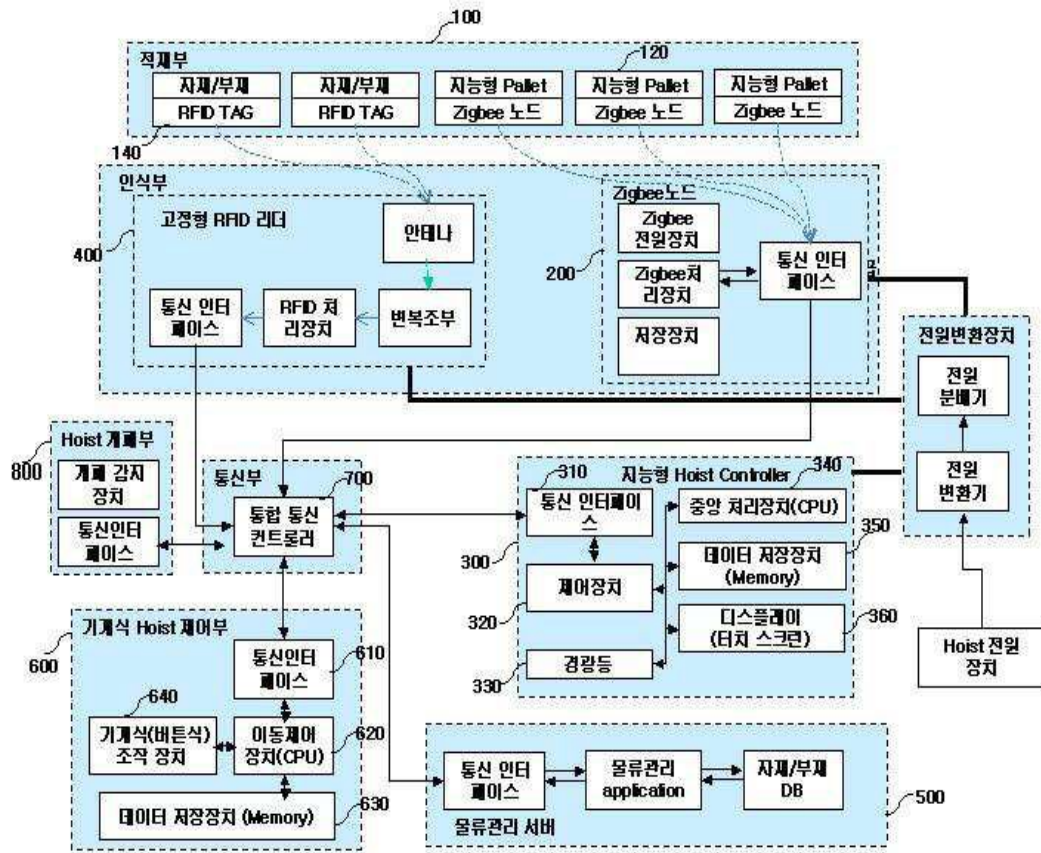 100
적재부
120
자재/부재
RFID TAG
자재/부재
RFID TAG
지능형 Pallet
Zigbee 노드
지능형 Pallet
Zigbee 노드
지능형 Pallet
Zigbee 노드
140
인식부
고정형 RFID 리더
400
안테나
통신 인터
페이스
RFID 처
리장치
변복조부
Zigbee노드
Zigbee
전원장치
200
Zigbee처
리장치
저장장치
통신 인터
페이스
전원변환장치
전원
분배기
전원
변환기
Hoist 전원
장치
Hoist 개폐부
800
개폐 감지
장치
통신인터
페이스
통신부
700
통합 통신
컨트롤러
310
지능형 Hoist Controller
340
통신 인터페이
스
중앙 처리장치(CPU)
300
350
데이터 저장장치
(Memory)
제어장치
320
디스플레이
(터치 스크린)
360
경광등
330
기계식 Hoist 제어부
600
통신인터
페이스
610
640
기계식(버튼식)
조작 장치
이동제어
장치(CPU)
620
데이터 저장장치 (Memory)
630
통신 인터
페이스
물류관리
application
자재/부재
DB
물류관리 서버
500